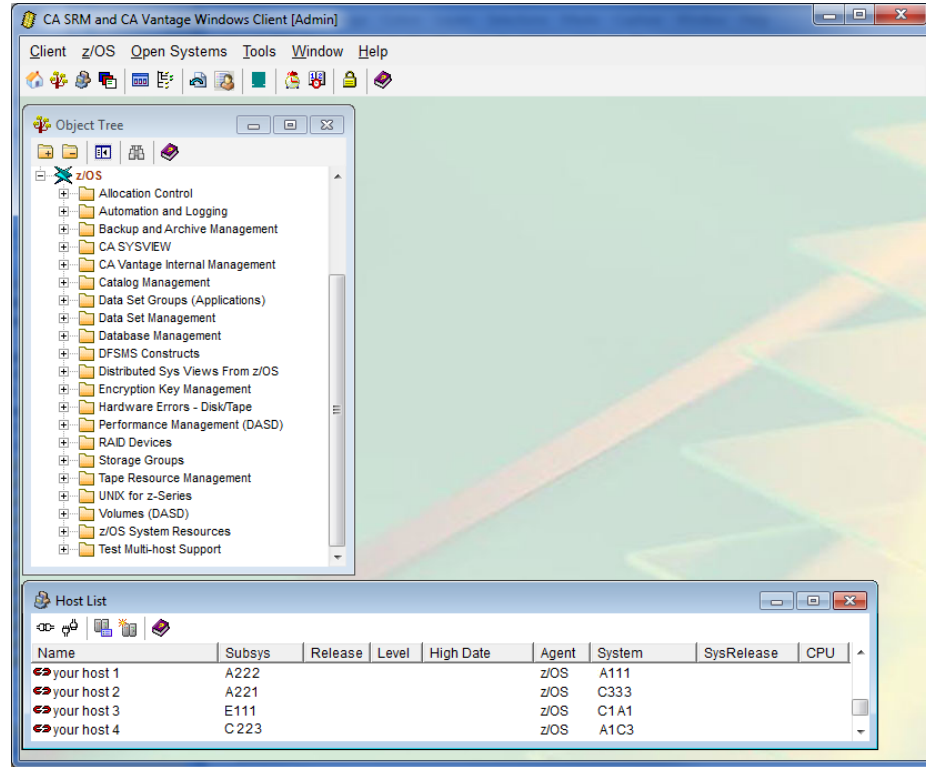 CA SRM and CA Vantage Windows Client [Admin]
Client z/OS Open Systems Tools Window Help
Object Tree
z/OS
Allocation Control
Automation and Logging
Backup and Archive Management
CA SYSVIEW
CA Vantage Internal Management
Catalog Management
Data Set Groups (Applications)
Data Set Management
Database Management
DFSMS Constructs
Distributed Sys Views From z/OS
Encryption Key Management
Hardware Errors - Disk/Tape
Performance Management (DASD)
RAID Devices
Storage Groups
Tape Resource Management
UNIX for z-Series
Volumes (DASD)
z/OS System Resources
Test Multi-host Support
Host List
Name Subsys Release Level High Date Agent System SysRelease CPU
your host 1 A222 z/OS A111
your host 2 A221 z/OS C333
your host 3 E111 z/OS C1A1
your host 4 C223 z/OS A1C3